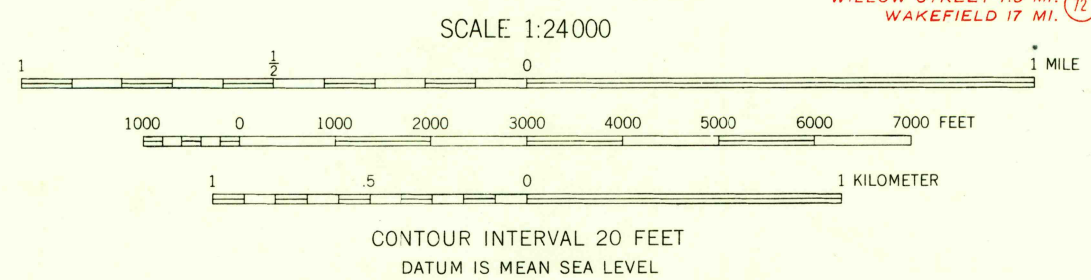 WAKEFIELD 17 MI. 12
SCALE 1:24000
1 1/2 0 1 MILE
1000 0 1000 2000 3000 4000 5000 6000 7000 FEET
1 .5 0 1 KILOMETER
CONTOUR INTERVAL 20 FEET
DATUM IS MEAN SEA LEVEL